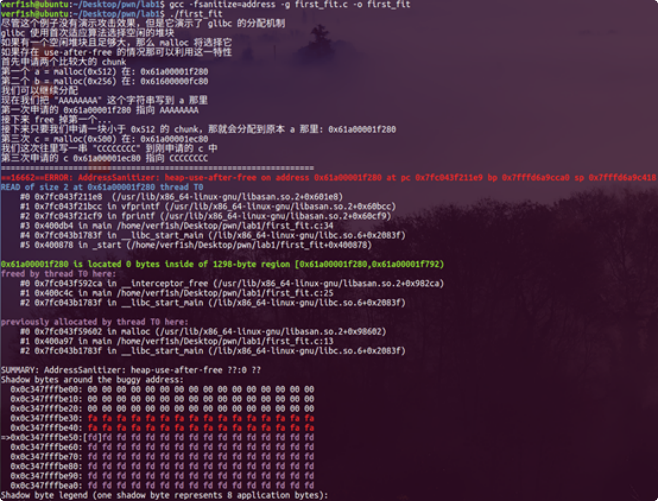 verf1sh@ubuntu:~/Desktop/pwn/lab1$ gcc -fsanitize=address -g first_fit.c -o first_fit
verf1sh@ubuntu:~/Desktop/pwn/lab1$ ./first_fit
尽管这个例子没有演示攻击效果，但是它演示了 glibc 的分配机制
glibc 使用首次适应算法选择空闲的堆块
如果有一个空闲堆块且足够大，那么 malloc 将选择它
如果存在 use-after-free 的情况那可以利用这一特性
首先申请两个比较大的 chunk
第一个 a = malloc(0x512) 在: 0x61a00001f280
第二个 b = malloc(0x256) 在: 0x61600000fc80
我们可以继续分配
现在我们把 "AAAAAAAA" 这个字符串写到 a 那里
第一次申请的 0x61a00001f280 指向 AAAAAAAA
接下来 free 掉第一个...
接下来只要我们申请一块小于 0x512 的 chunk，那就会分配到原本 a 那里: 0x61a00001f280
第三次 c = malloc(0x500) 在: 0x61a00001ec80
我们这次往里写一串 "CCCCCCCC" 到刚申请的 c 中
第三次申请的 c 0x61a00001ec80 指向 CCCCCCCC
=================================================================
==16662==ERROR: AddressSanitizer: heap-use-after-free on address 0x61a00001f280 at pc 0x7fc043f211e9 bp 0x7fffd6a9cca0 sp 0x7fffd6a9c418
READ of size 2 at 0x61a00001f280 thread T0
#0 0x7fc043f211e8 (/usr/lib/x86_64-linux-gnu/libasan.so.2+0x601e8)
#1 0x7fc043f21bcc in vfprintf (/usr/lib/x86_64-linux-gnu/libasan.so.2+0x60bcc)
#2 0x7fc043f21cf9 in fprintf (/usr/lib/x86_64-linux-gnu/libasan.so.2+0x60cf9)
#3 0x400db4 in main /home/verf1sh/Desktop/pwn/lab1/first_fit.c:34
#4 0x7fc043b1783f in __libc_start_main (/lib/x86_64-linux-gnu/libc.so.6+0x2083f)
#5 0x400878 in _start (/home/verf1sh/Desktop/pwn/lab1/first_fit+0x400878)
0x61a00001f280 is located 0 bytes inside of 1298-byte region [0x61a00001f280,0x61a00001f792)
freed by thread T0 here:
#0 0x7fc043f592ca in __interceptor_free (/usr/lib/x86_64-linux-gnu/libasan.so.2+0x982ca)
#1 0x400c4c in main /home/verf1sh/Desktop/pwn/lab1/first_fit.c:25
#2 0x7fc043b1783f in __libc_start_main (/lib/x86_64-linux-gnu/libc.so.6+0x2083f)
previously allocated by thread T0 here:
#0 0x7fc043f59602 in malloc (/usr/lib/x86_64-linux-gnu/libasan.so.2+0x98602)
#1 0x400a97 in main /home/verf1sh/Desktop/pwn/lab1/first_fit.c:13
#2 0x7fc043b1783f in __libc_start_main (/lib/x86_64-linux-gnu/libc.so.6+0x2083f)
SUMMARY: AddressSanitizer: heap-use-after-free ??:0 ??
Shadow bytes around the buggy address:
0x0c347fffbe00: 00 00 00 00 00 00 00 00 00 00 00 00 00 00 00 00
0x0c347fffbe10: 00 00 00 00 00 00 00 00 00 00 00 00 00 00 00 00
0x0c347fffbe20: 00 00 00 00 00 00 00 00 00 00 00 00 00 00 00 00
0x0c347fffbe30: fa fa fa fa fa fa fa fa fa fa fa fa fa fa fa fa
0x0c347fffbe40: fa fa fa fa fa fa fa fa fa fa fa fa fa fa fa fa
=>0x0c347fffbe50:[fd]fd fd fd fd fd fd fd fd fd fd fd fd fd fd fd
0x0c347fffbe60: fd fd fd fd fd fd fd fd fd fd fd fd fd fd fd fd
0x0c347fffbe70: fd fd fd fd fd fd fd fd fd fd fd fd fd fd fd fd
0x0c347fffbe80: fd fd fd fd fd fd fd fd fd fd fd fd fd fd fd fd
0x0c347fffbe90: fd fd fd fd fd fd fd fd fd fd fd fd fd fd fd fd
0x0c347fffbea0: fd fd fd fd fd fd fd fd fd fd fd fd fd fd fd fd
Shadow byte legend (one shadow byte represents 8 application bytes):